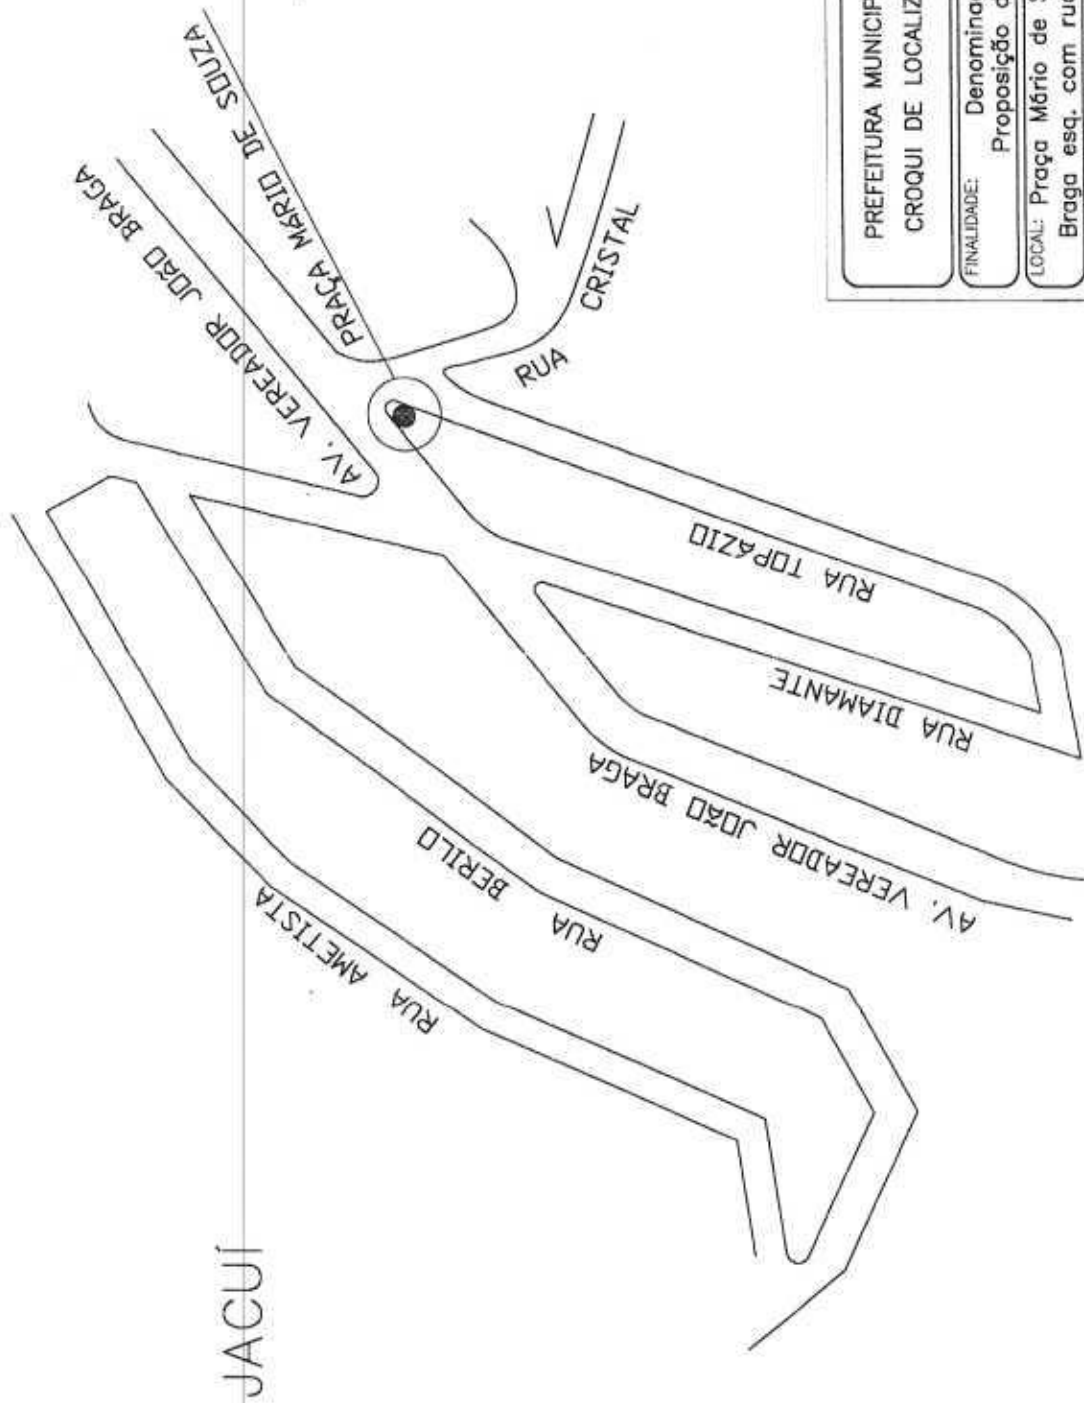 JACUÍ
PRAÇA MÁRIO DE SOUZA
AV. VEREADOR JOÃO BRAGA
RUA CRISTAL
RUA TOPÁZIO
RUA DIAMANTE
AV. VEREADOR JOÃO BRAGA
RUA BERILO
RUA AMETISTA
PREFEITURA MUNICIP
CROQUI DE LOCALIZ
FINALIDADE: Denomina
Proposição
LOCAL: Praça Mário de
Braga esq. com